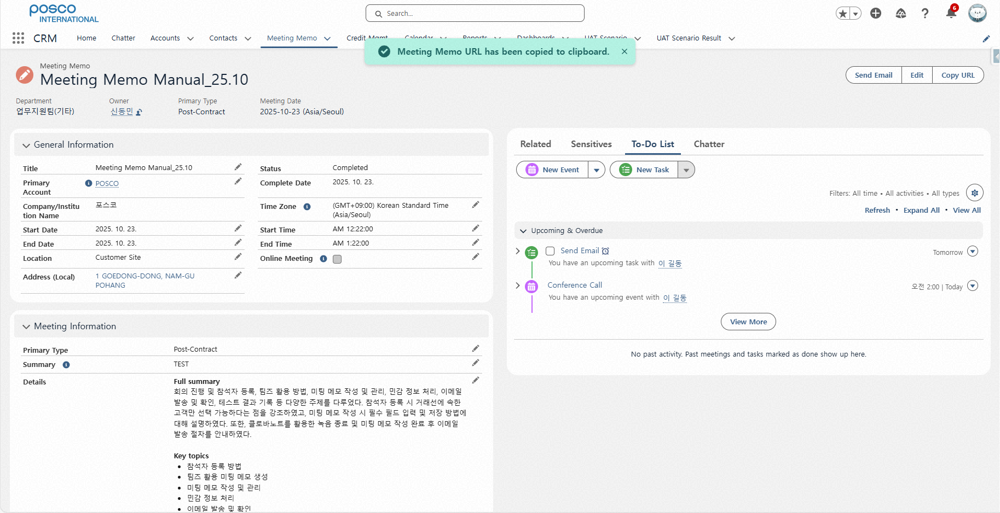 posco
INTERNATIONAL
Search...
6
CRM
Home
Chatter
Accounts
Contacts
Meeting Memo
Credit Mgmt
Calendar
Reports
Dashboards
UAT Scenario
UAT Scenario Result
Meeting Memo URL has been copied to clipboard.
Meeting Memo
Meeting Memo Manual_25.10
Send Email
Edit
Copy URL
Department
업무지원팀(기타)
Owner
신동민
Primary Type
Post-Contract
Meeting Date
2025-10-23 (Asia/Seoul)
General Information
Title
Meeting Memo Manual_25.10
Status
Completed
Primary
Account
POSCO
Complete Date
2025. 10. 23.
Company/Institu
tion Name
포스코
Time Zone
(GMT+09:00) Korean Standard Time
(Asia/Seoul)
Start Date
2025. 10. 23.
Start Time
AM 12:22:00
End Date
2025. 10. 23.
End Time
AM 1:22:00
Location
Customer Site
Online Meeting
Address (Local)
1 GOEDONG-DONG, NAM-GU
POHANG
Meeting Information
Primary Type
Post-Contract
Summary
TEST
Details
Full summary
회의 진행 및 참석자 등록, 팀즈 활용 방법, 미팅 메모 작성 및 관리, 민감 정보 처리, 이메일
발송 및 확인, 테스트 결과 기록 등 다양한 주제를 다루었다. 참석자 등록 시 거래선에 속한
고객만 선택 가능하다는 점을 강조하였고, 미팅 메모 작성 시 필수 필드 입력 및 저장 방법에
대해 설명하였다. 또한, 클로바노트를 활용한 녹음 종료 및 미팅 메모 작성 완료 후 이메일
발송 절차를 안내하였다.
Key topics
• 참석자 등록 방법
• 팀즈 활용 미팅 메모 생성
• 미팅 메모 작성 및 관리
• 민감 정보 처리
• 이메일 발송 및 확인
Related
Sensitives
To-Do List
Chatter
New Event
New Task
Filters: All time • All activities • All types
Refresh • Expand All • View All
Upcoming & Overdue
Send Email
Tomorrow
You have an upcoming task with 이 길동
Conference Call
오전 2:00 | Today
You have an upcoming event with 이 길동
View More
No past activity. Past meetings and tasks marked as done show up here.